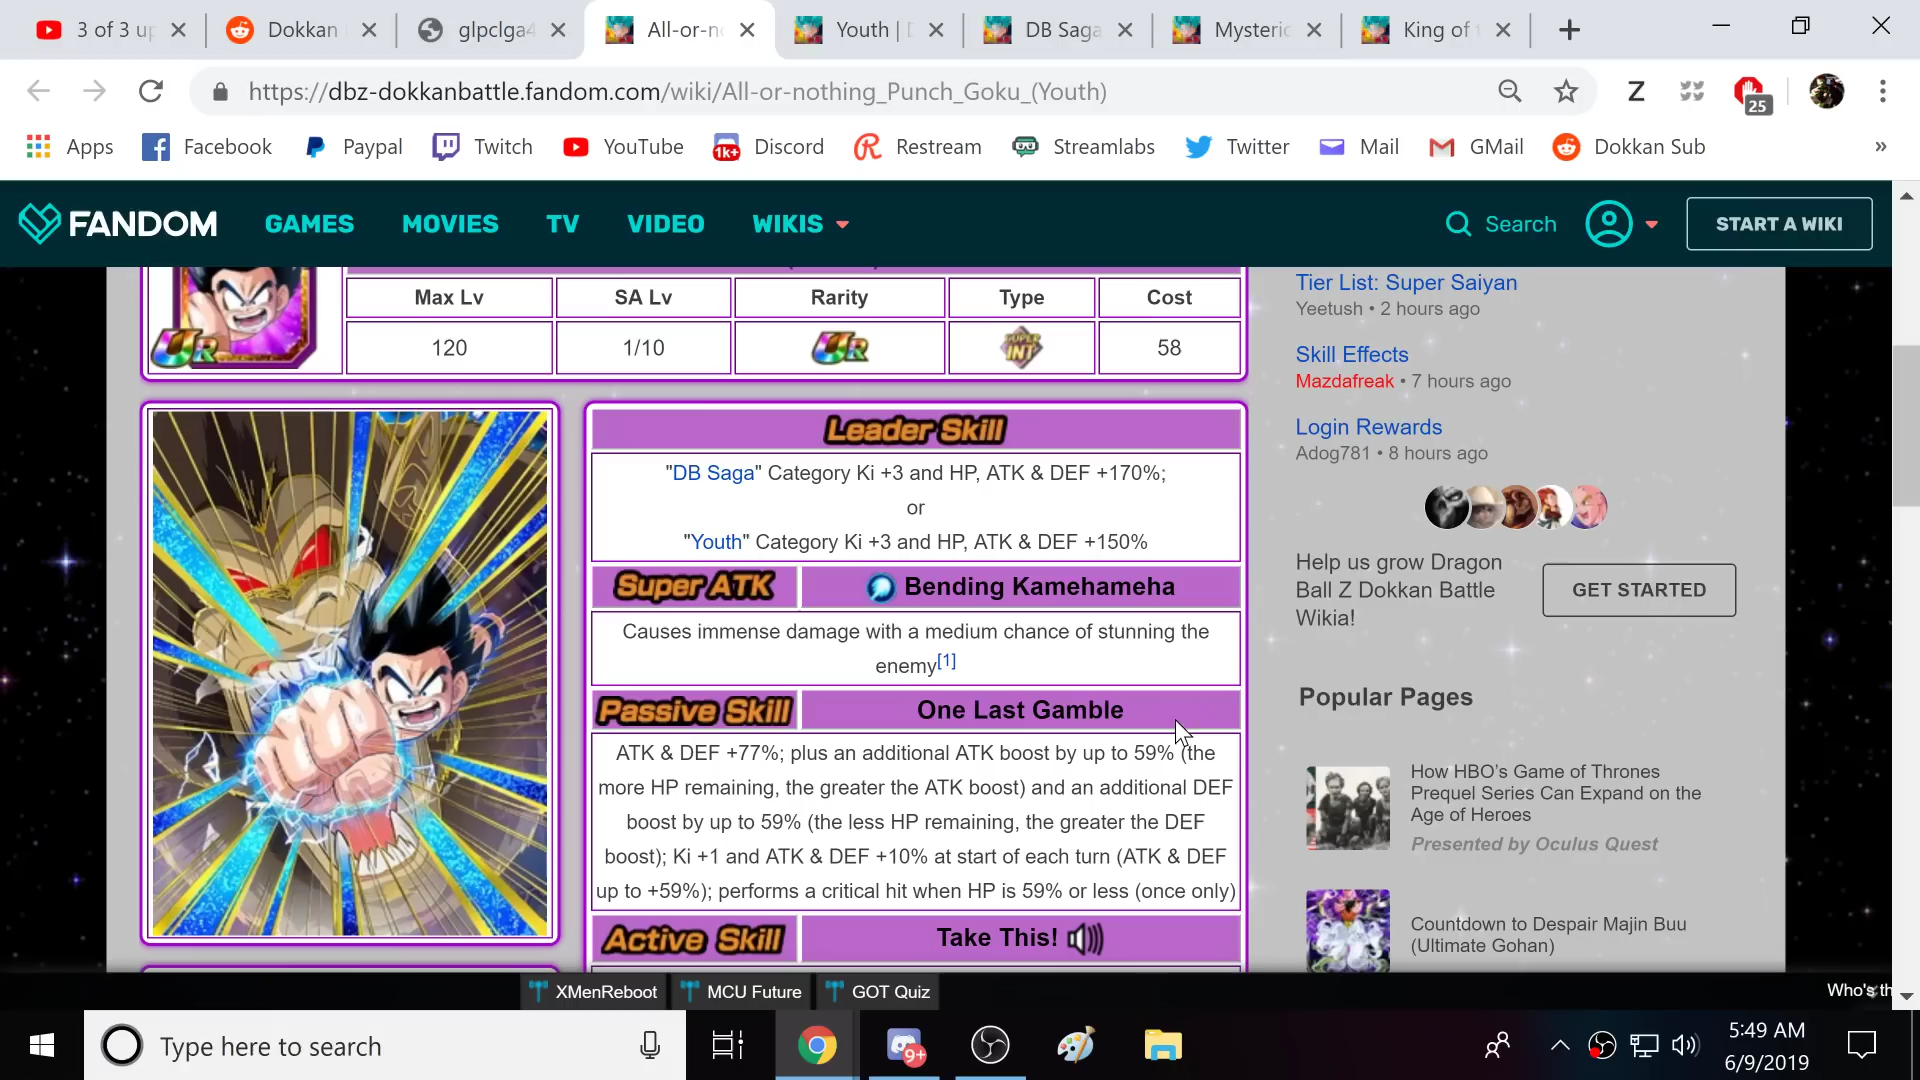 3 of 3 up
Dokkan
glpclga4
All-or-n
Youth | D
DB Saga
Mysterio
King of t
https://dbz-dokkanbattle.fandom.com/wiki/All-or-nothing_Punch_Goku_(Youth)
Z
25
Apps
Facebook
Paypal
Twitch
YouTube
1k+
Discord
Restream
Streamlabs
Twitter
Mail
GMail
Dokkan Sub
»
FANDOM
GAMES
MOVIES
TV
VIDEO
WIKIS
Search
START A WIKI
Max Lv
SA Lv
Rarity
Type
Cost
UR
120
1/10
UR
SUPER INT
58
Leader Skill
"DB Saga" Category Ki +3 and HP, ATK & DEF +170%;
or
"Youth" Category Ki +3 and HP, ATK & DEF +150%
Super ATK
Bending Kamehameha
Causes immense damage with a medium chance of stunning the
enemy[1]
Passive Skill
One Last Gamble
ATK & DEF +77%; plus an additional ATK boost by up to 59% (the
more HP remaining, the greater the ATK boost) and an additional DEF
boost by up to 59% (the less HP remaining, the greater the DEF
boost); Ki +1 and ATK & DEF +10% at start of each turn (ATK & DEF
up to +59%); performs a critical hit when HP is 59% or less (once only)
Active Skill
Take This!
Tier List: Super Saiyan
Yeetush • 2 hours ago
Skill Effects
Mazdafreak • 7 hours ago
Login Rewards
Adog781 • 8 hours ago
Help us grow Dragon
Ball Z Dokkan Battle
Wikia!
GET STARTED
Popular Pages
How HBO's Game of Thrones
Prequel Series Can Expand on the
Age of Heroes
Presented by Oculus Quest
Countdown to Despair Majin Buu
(Ultimate Gohan)
XMenReboot
MCU Future
GOT Quiz
Who's th
Type here to search
9+
5:49 AM
6/9/2019